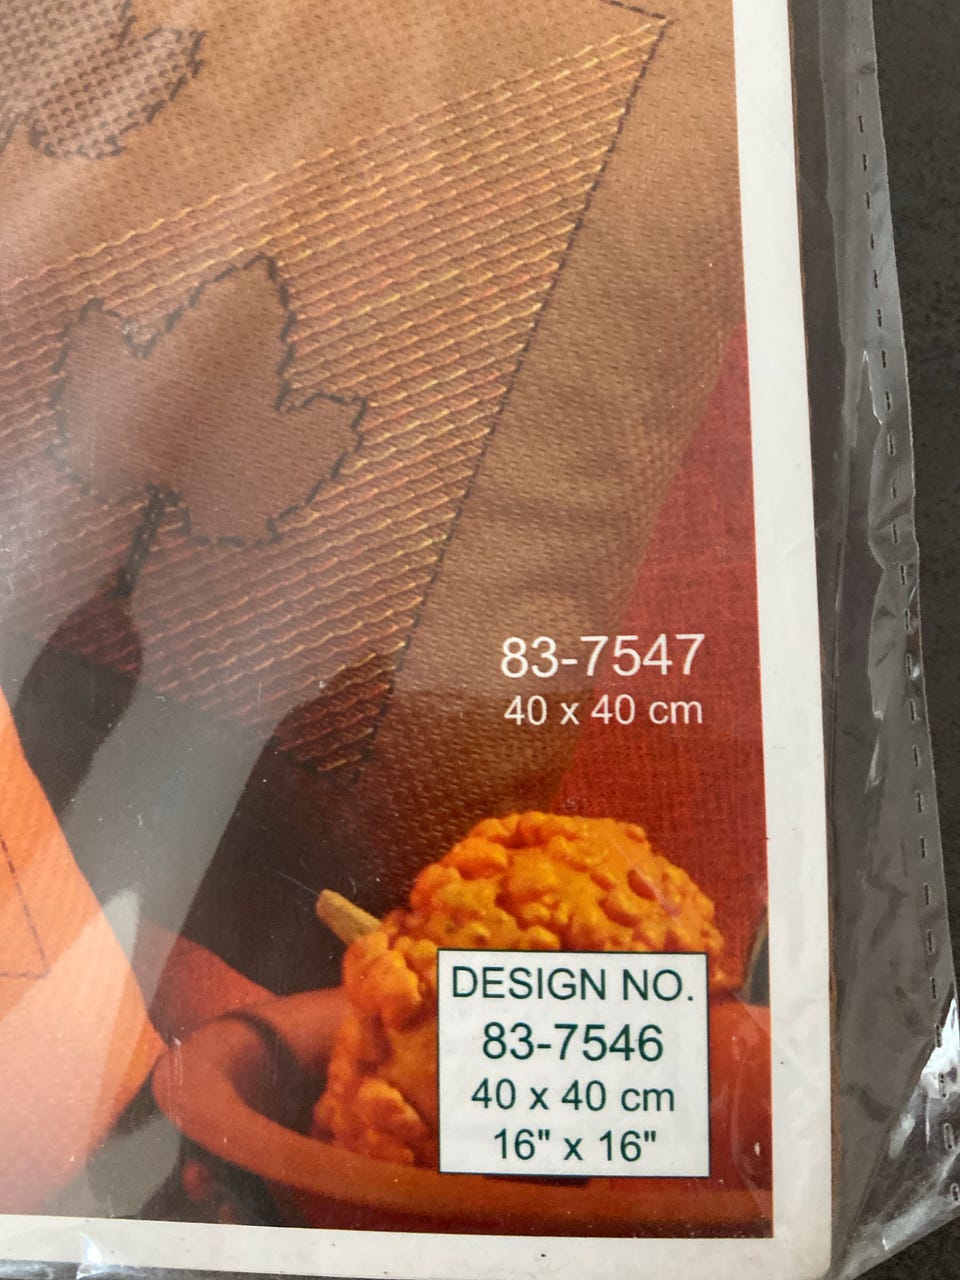 83-7547
40 x 40 cm
DESIGN NO.
83-7546
40 x 40 cm
16" x 16"